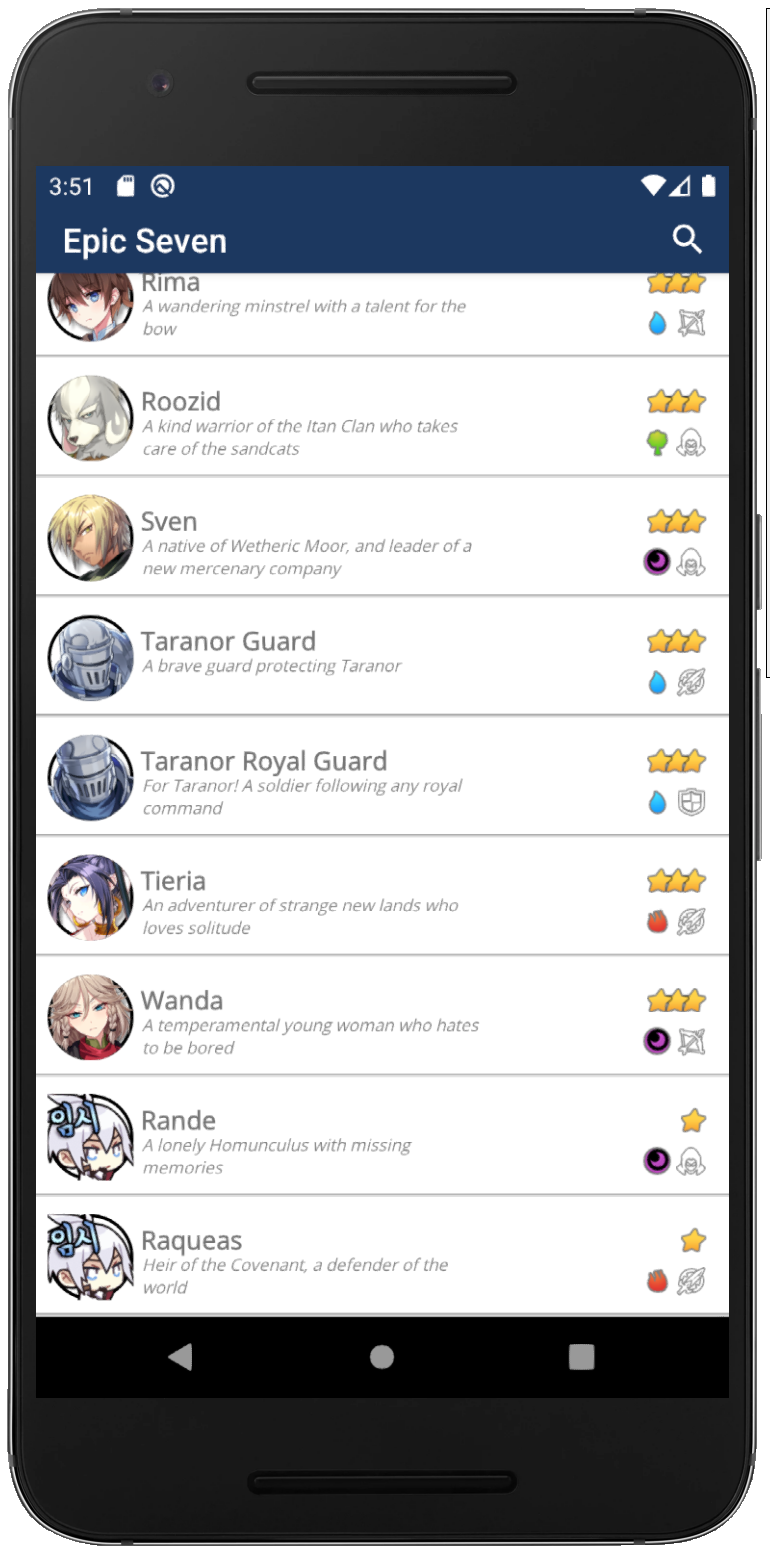 3:51
Epic Seven
Rima
A wandering minstrel with a talent for the
bow
Roozid
A kind warrior of the Itan Clan who takes
care of the sandcats
Sven
A native of Wetheric Moor, and leader of a
new mercenary company
Taranor Guard
A brave guard protecting Taranor
Taranor Royal Guard
For Taranor! A soldier following any royal
command
Tieria
An adventurer of strange new lands who
loves solitude
Wanda
A temperamental young woman who hates
to be bored
임시
Rande
A lonely Homunculus with missing
memories
임시
Raqueas
Heir of the Covenant, a defender of the
world